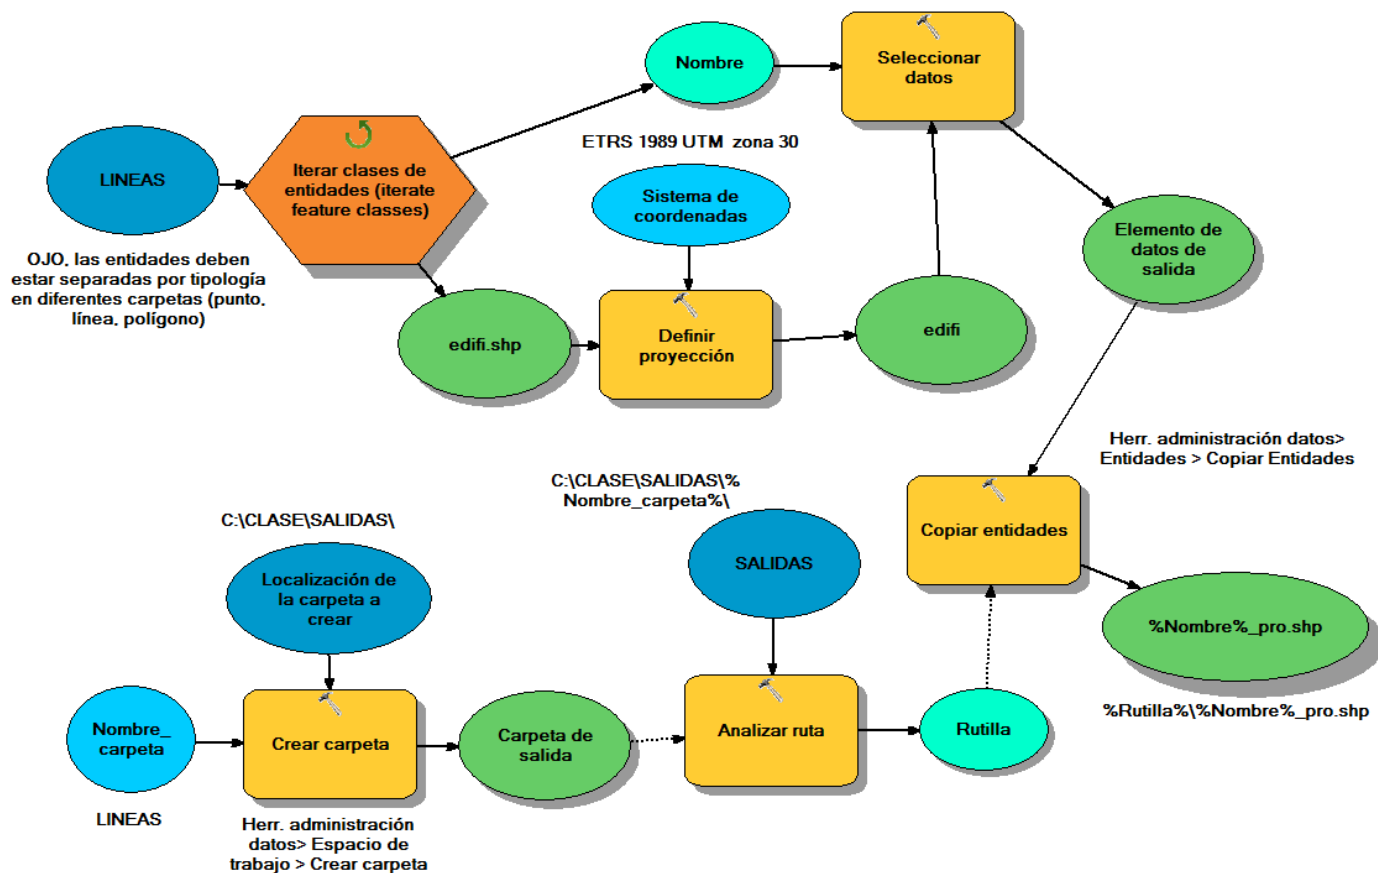 Nombre
Seleccionar
datos
ETRS 1989 UTM  zona 30
LINEAS
Iterar clases de
entidades (iterate
feature classes)
Sistema de
coordenadas
Elemento de
datos de
salida
OJO, las entidades deben
estar separadas por tipología
en diferentes carpetas (punto,
línea, polígono)
edifi.shp
Definir
proyección
edifi
Herr. administración datos>
Entidades > Copiar Entidades
C:\CLASE\SALIDAS\%
Nombre_carpeta%\
C:\CLASE\SALIDAS\
Copiar entidades
Localización de
la carpeta a
crear
SALIDAS
%Nombre%_pro.shp
%Rutilla%\%Nombre%_pro.shp
Nombre_
carpeta
Crear carpeta
Carpeta de
salida
Analizar ruta
Rutilla
LINEAS
Herr. administración
datos> Espacio de
trabajo > Crear carpeta